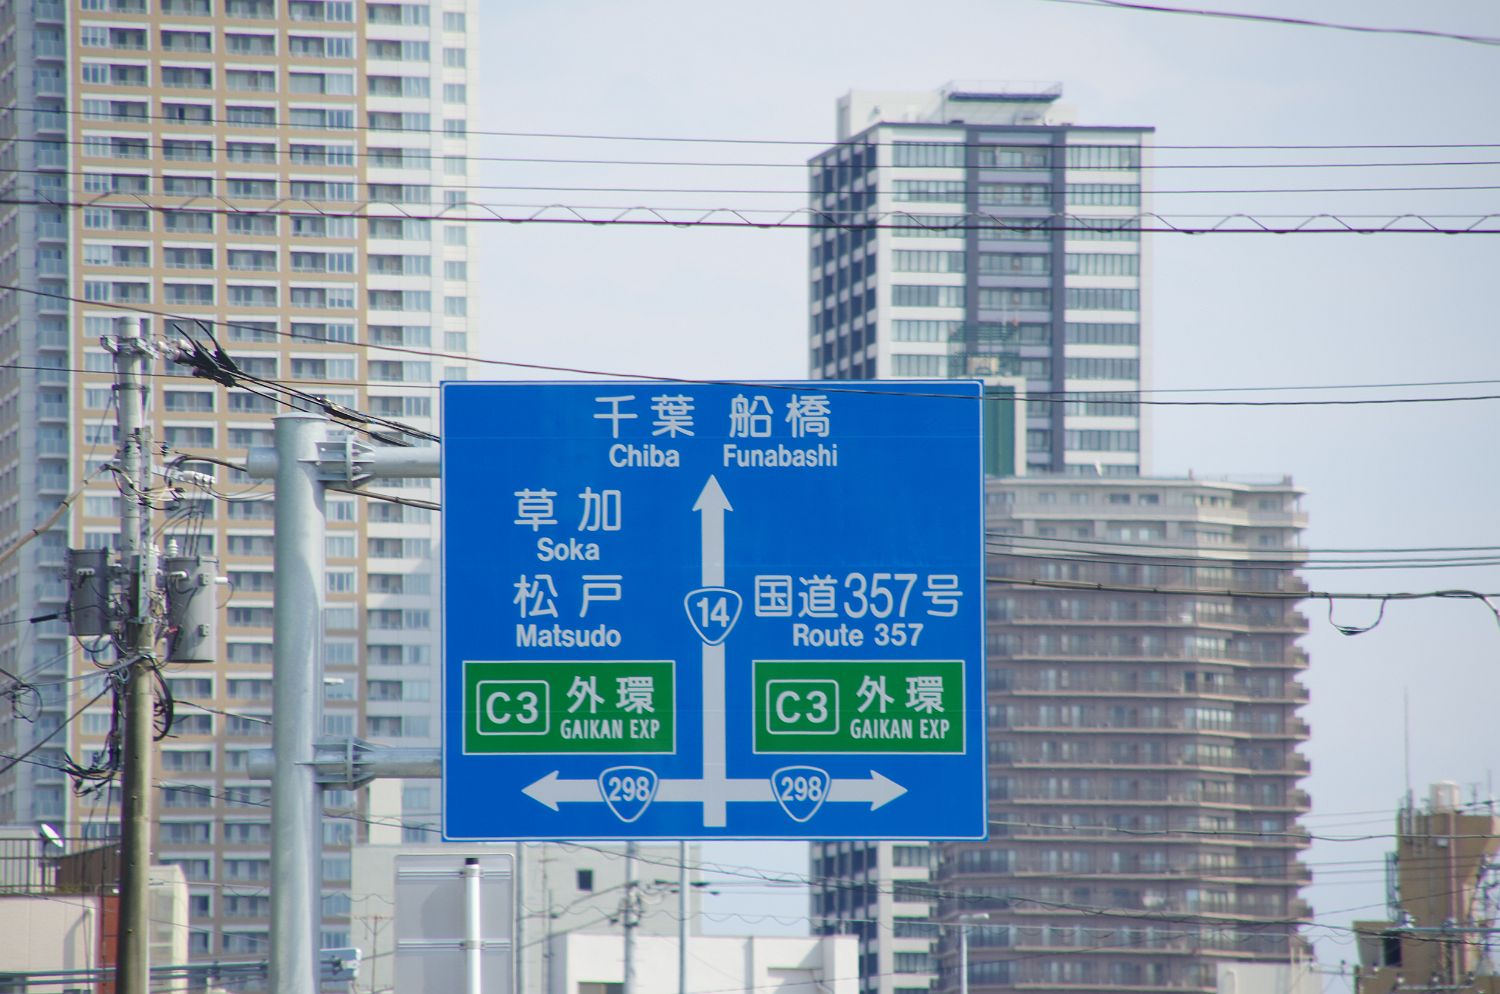 千葉 船橋
Chiba Funabashi
草加
Soka
松戸
Matsudo
14
国道357号
Route 357
C3 外環
GAIKAN EXP
C3 外環
GAIKAN EXP
298
298